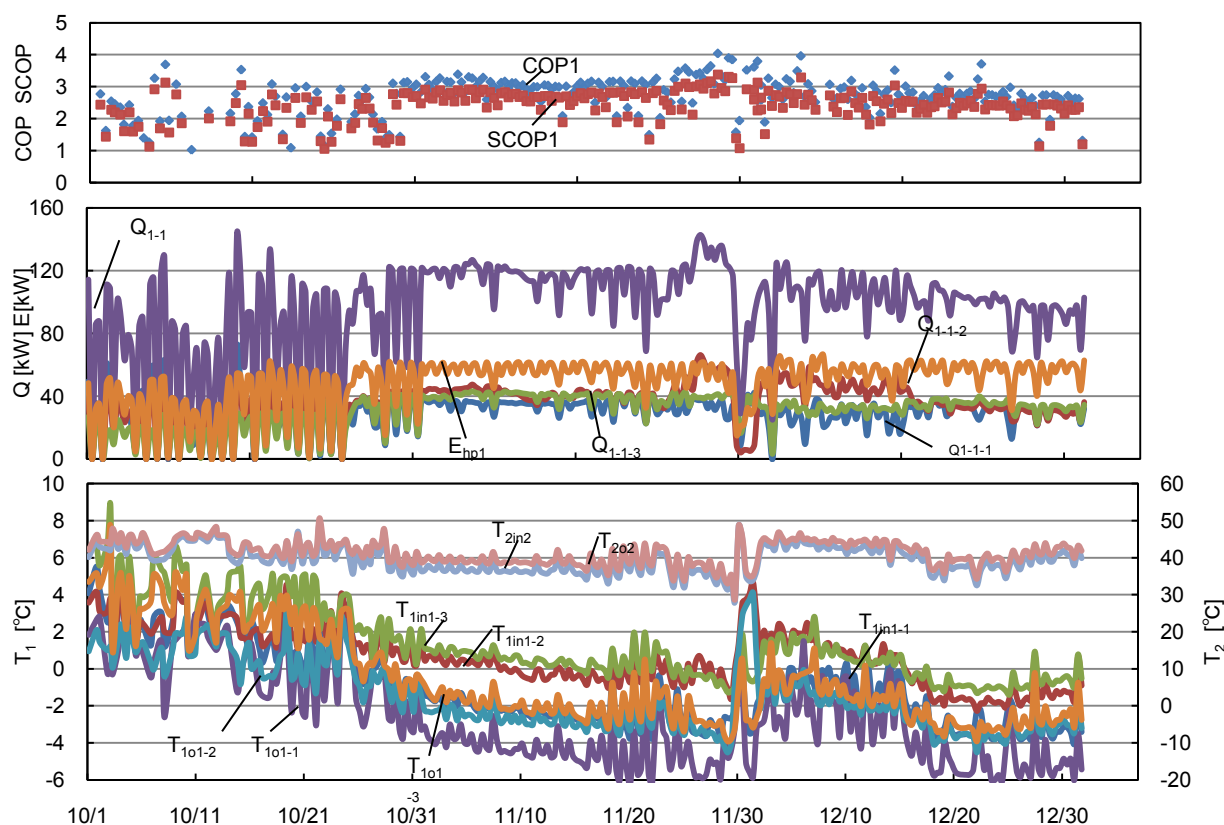 5
4
3
2
1
0
COP SCOP
COP1
SCOP1
160
120
80
40
0
Q [kW] E[kW]
Q1-1
Q1-1-2
Ehp1
Q1-1-3
Q1-1-1
10
8
6
4
2
0
-2
-4
-6
T1 [°C]
60
50
40
30
20
10
0
-10
-20
T2 [°C]
T2in2
T2o2
T1in1-3
T1in1-2
T1in1-1
T1o1-2
T1o1-1
T1o1
-3
10/1 10/11 10/21 10/31 11/10 11/20 11/30 12/10 12/20 12/30